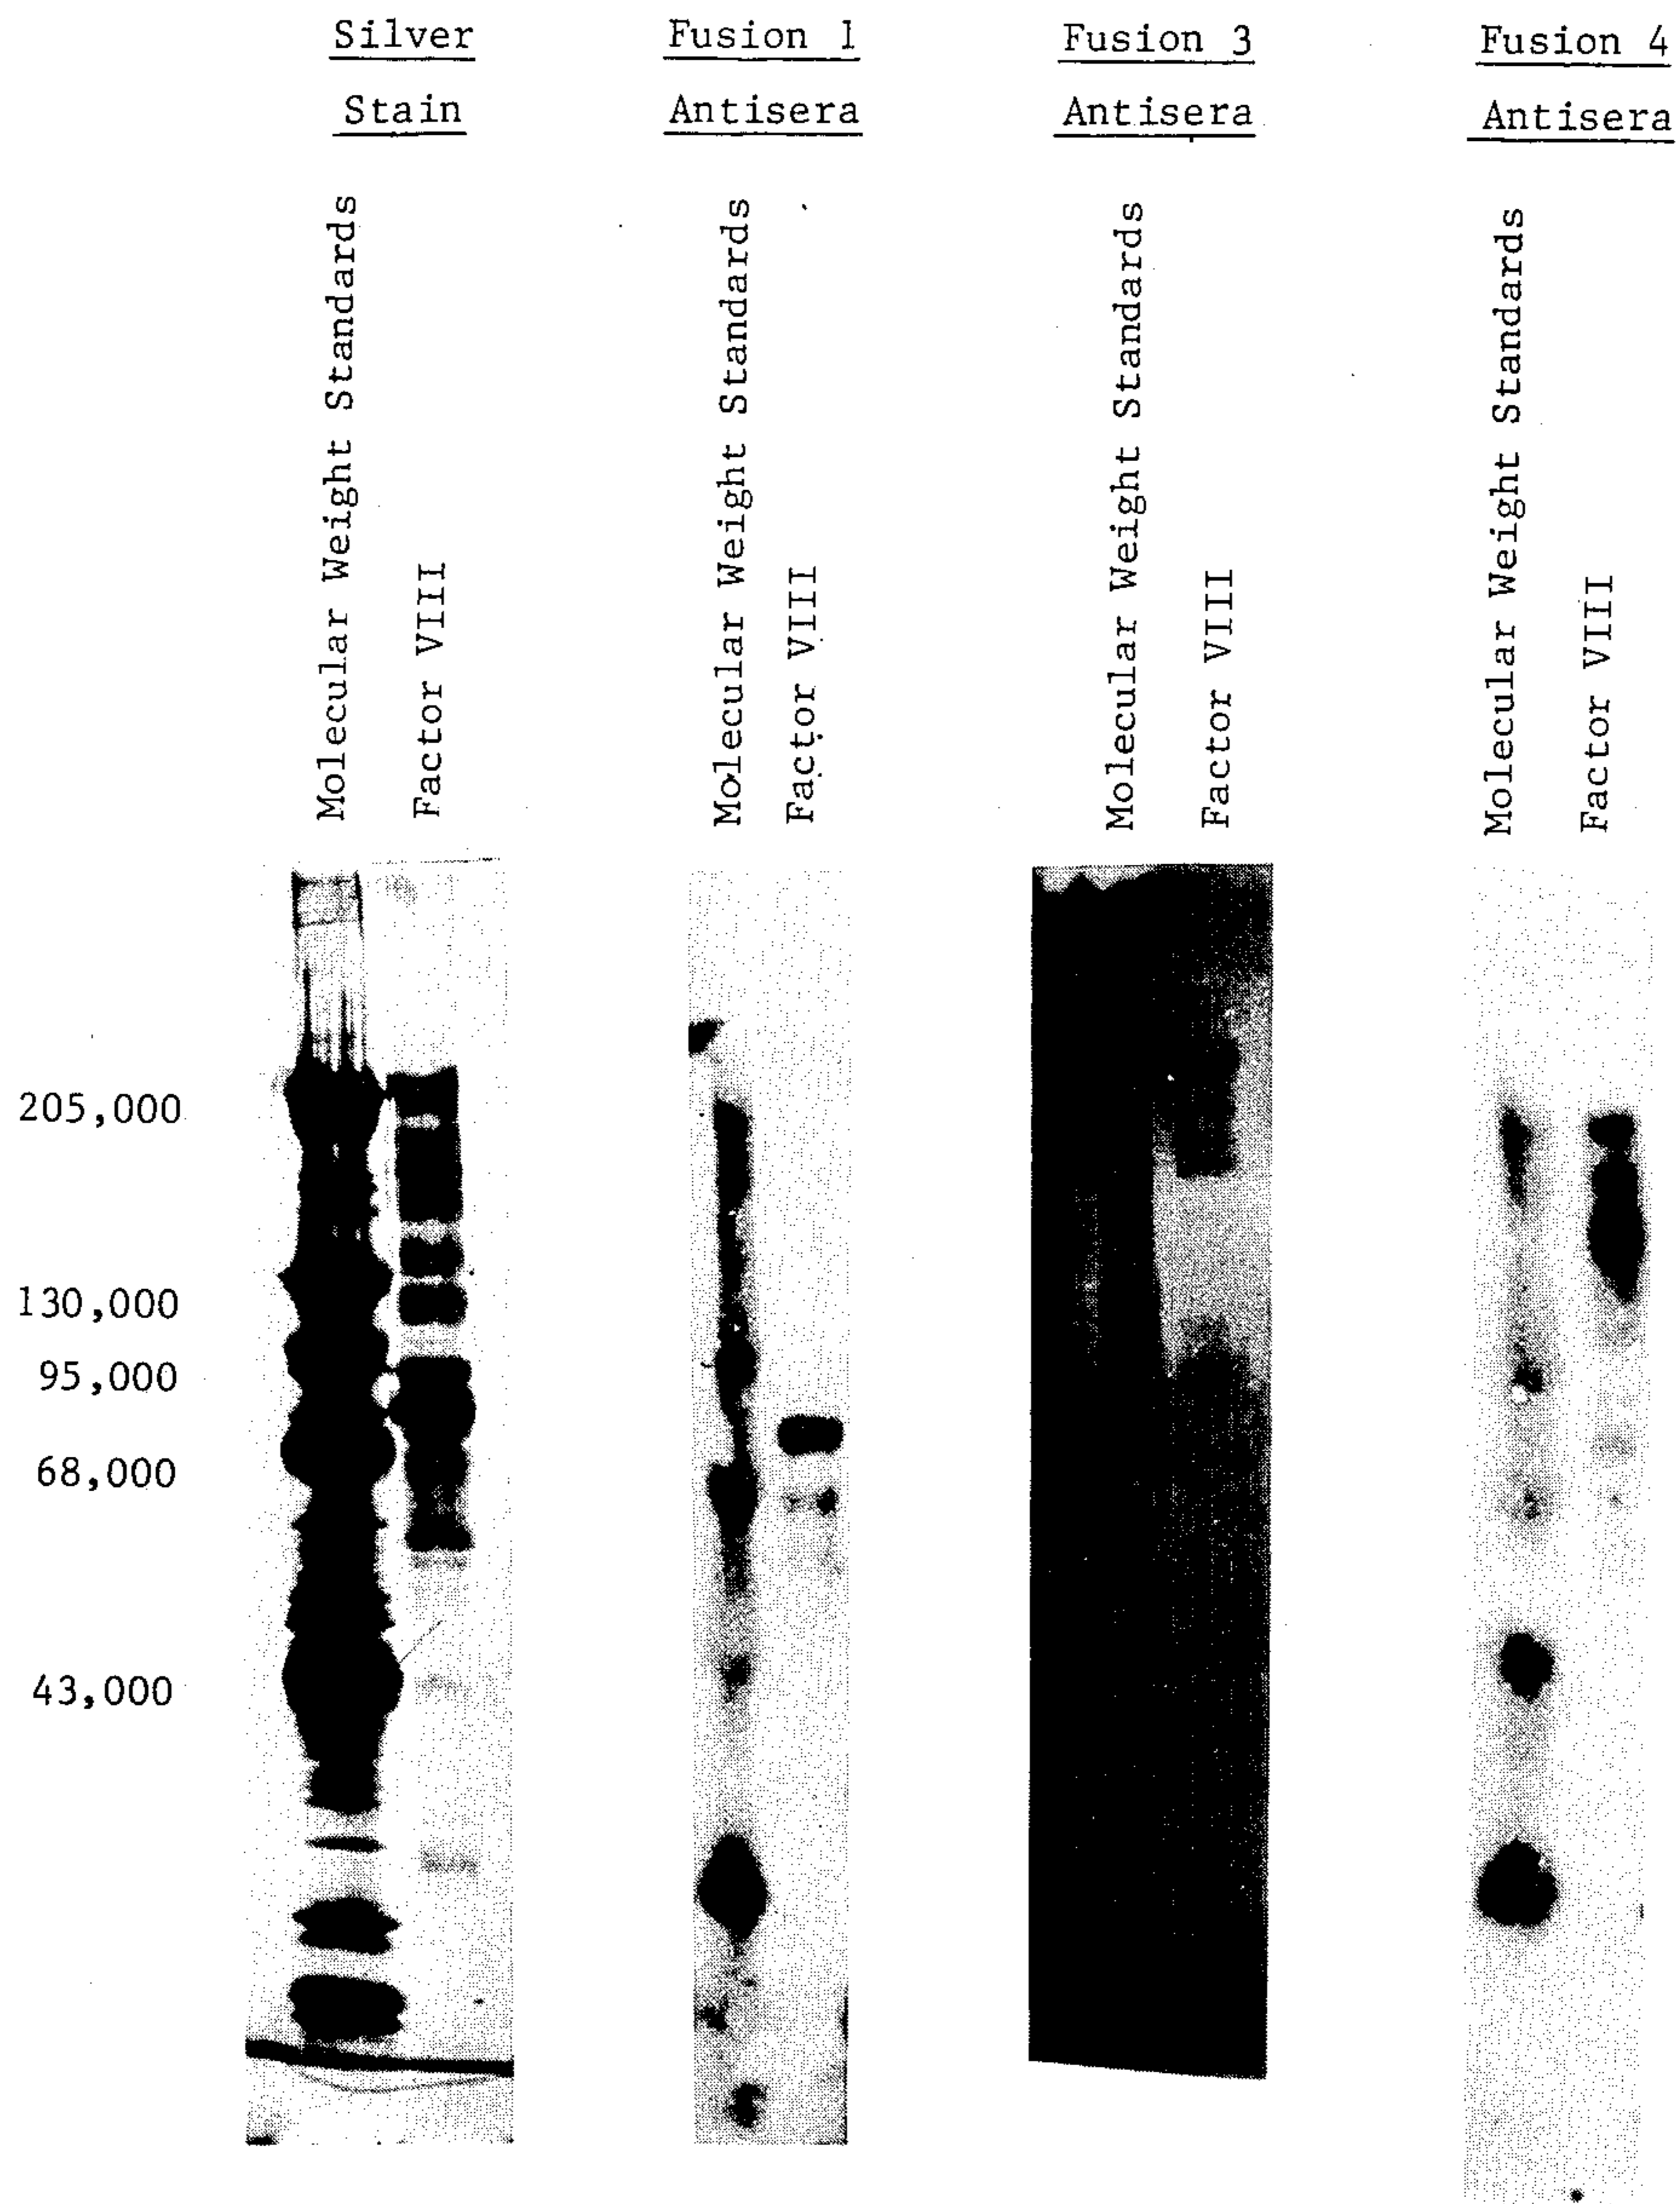 Silver
Stain
Fusion 1
Antisera
Fusion 3
Antisera
Fusion 4
Antisera
Molecular Weight Standards
Factor VIII
Molecular Weight Standards
Factor VIII
Molecular Weight Standards
Factor VIII
Molecular Weight Standards
Factor VIII
205,000
130,000
95,000
68,000
43,000